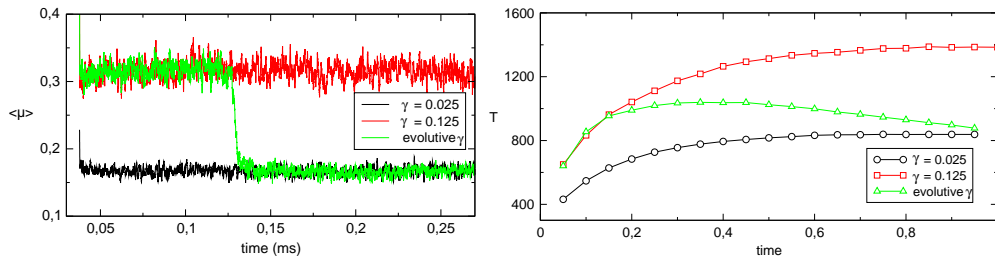 0,4
0,3
<μ>
0,2
0,1
0,05
0,1
0,15
0,2
0,25
time (ms)
γ = 0.025
γ = 0.125
evolutive γ
1600
1200
T
800
400
0
0,2
0,4
0,6
0,8
time
γ = 0.025
γ = 0.125
evolutive γ